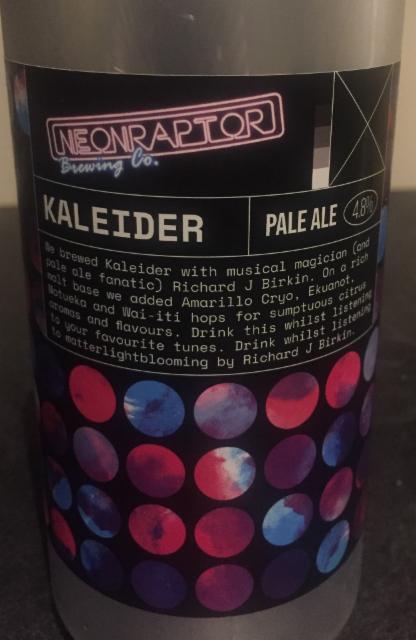 NEONRAPTOR
Brewing Co.
KALEIDER
PALE ALE 4.8%
We brewed Kaleider with musical magician (and
pale ale fanatic) Richard J Birkin. On a rich
malt base we added Amarillo Cryo, Ekuanot,
Motueka and Wai-iti hops for sumptuous citrus
aromas and flavours. Drink this whilst listening
to your favourite tunes. Drink whilst listening
to matterlightblooming by Richard J Birkin.